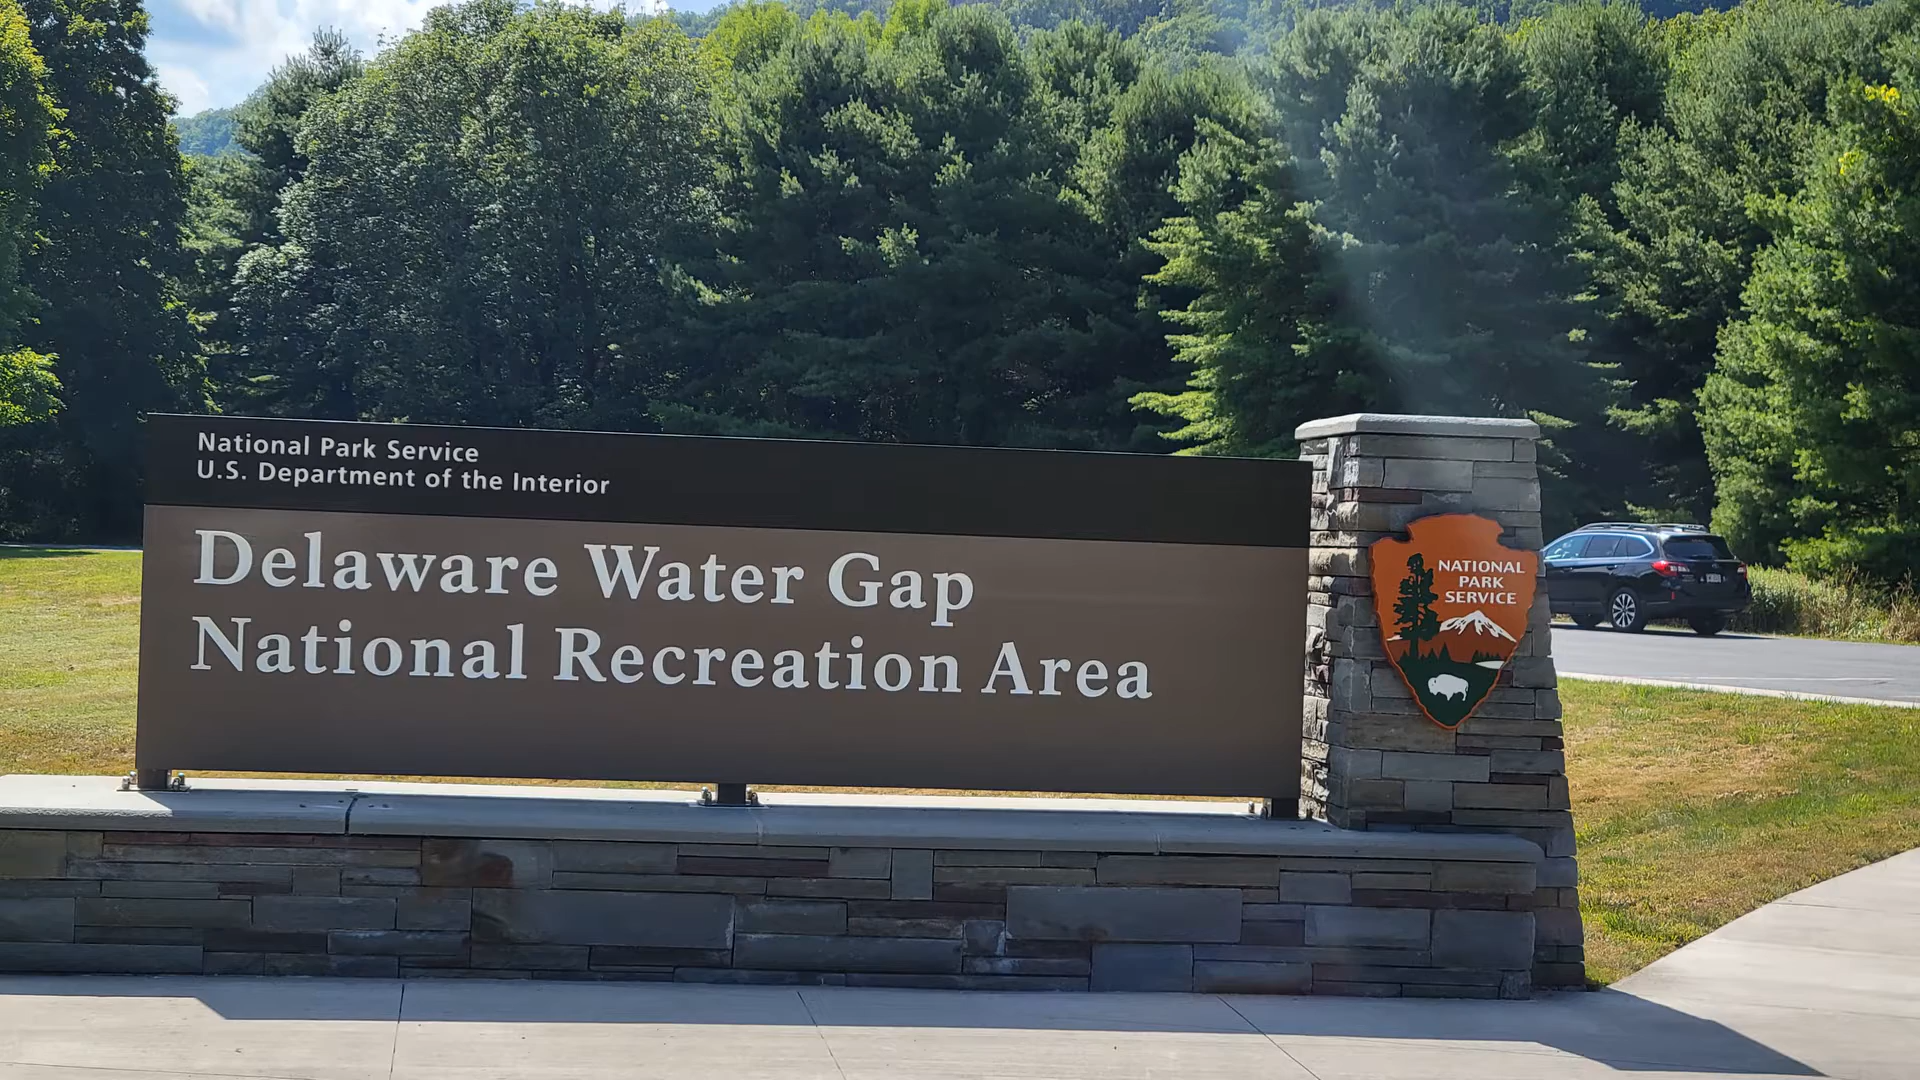 National Park Service
U.S. Department of the Interior
Delaware Water Gap
National Recreation Area
NATIONAL
PARK
SERVICE